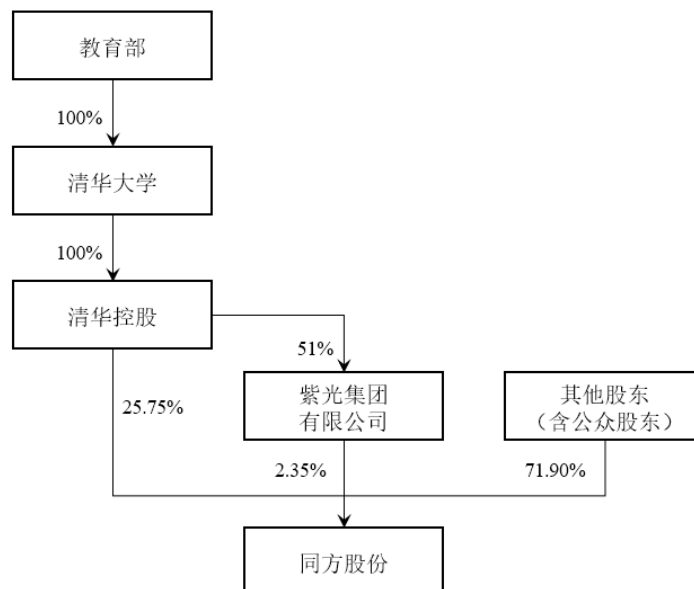 教育部
100%
清华大学
100%
清华控股
51%
25.75%
紫光集团
有限公司
其他股东
（含公众股东）
2.35%
71.90%
同方股份